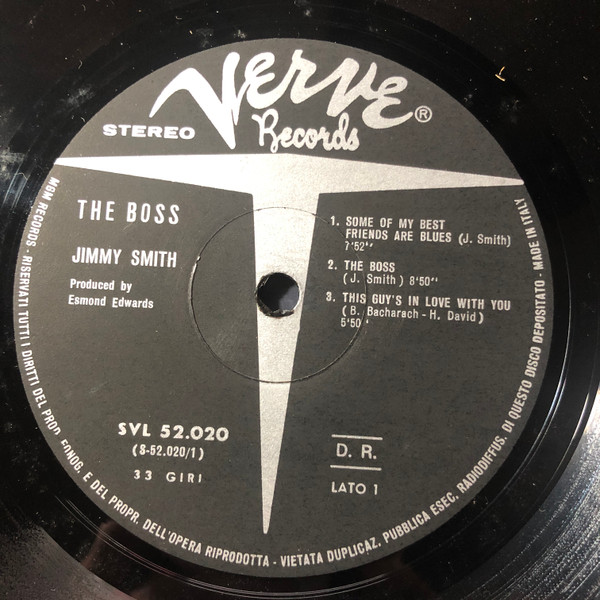 Verve®
STEREO
Records
THE BOSS
JIMMY SMITH
Produced by
Esmond Edwards
1. SOME OF MY BEST
FRIENDS ARE BLUES (J. Smith)
7'52''
2. THE BOSS
(J. Smith) 8'50''
3. THIS GUY'S IN LOVE WITH YOU
(B. Bacharach - H. David)
5'50''
SVL 52.020
(S-52.020/1)
33 GIRI
D. R.
LATO 1
MGM RECORDS - RISERVATI TUTTI I DIRITTI DEL PROD. FONOG. E DEL PROPR. DELL'OPERA RIPRODOTTA - VIETATA DUPLICAZ. PUBBLICA ESEC. RADIODIFFUS. DI QUESTO DISCO DEPOSITATO - MADE IN ITALY